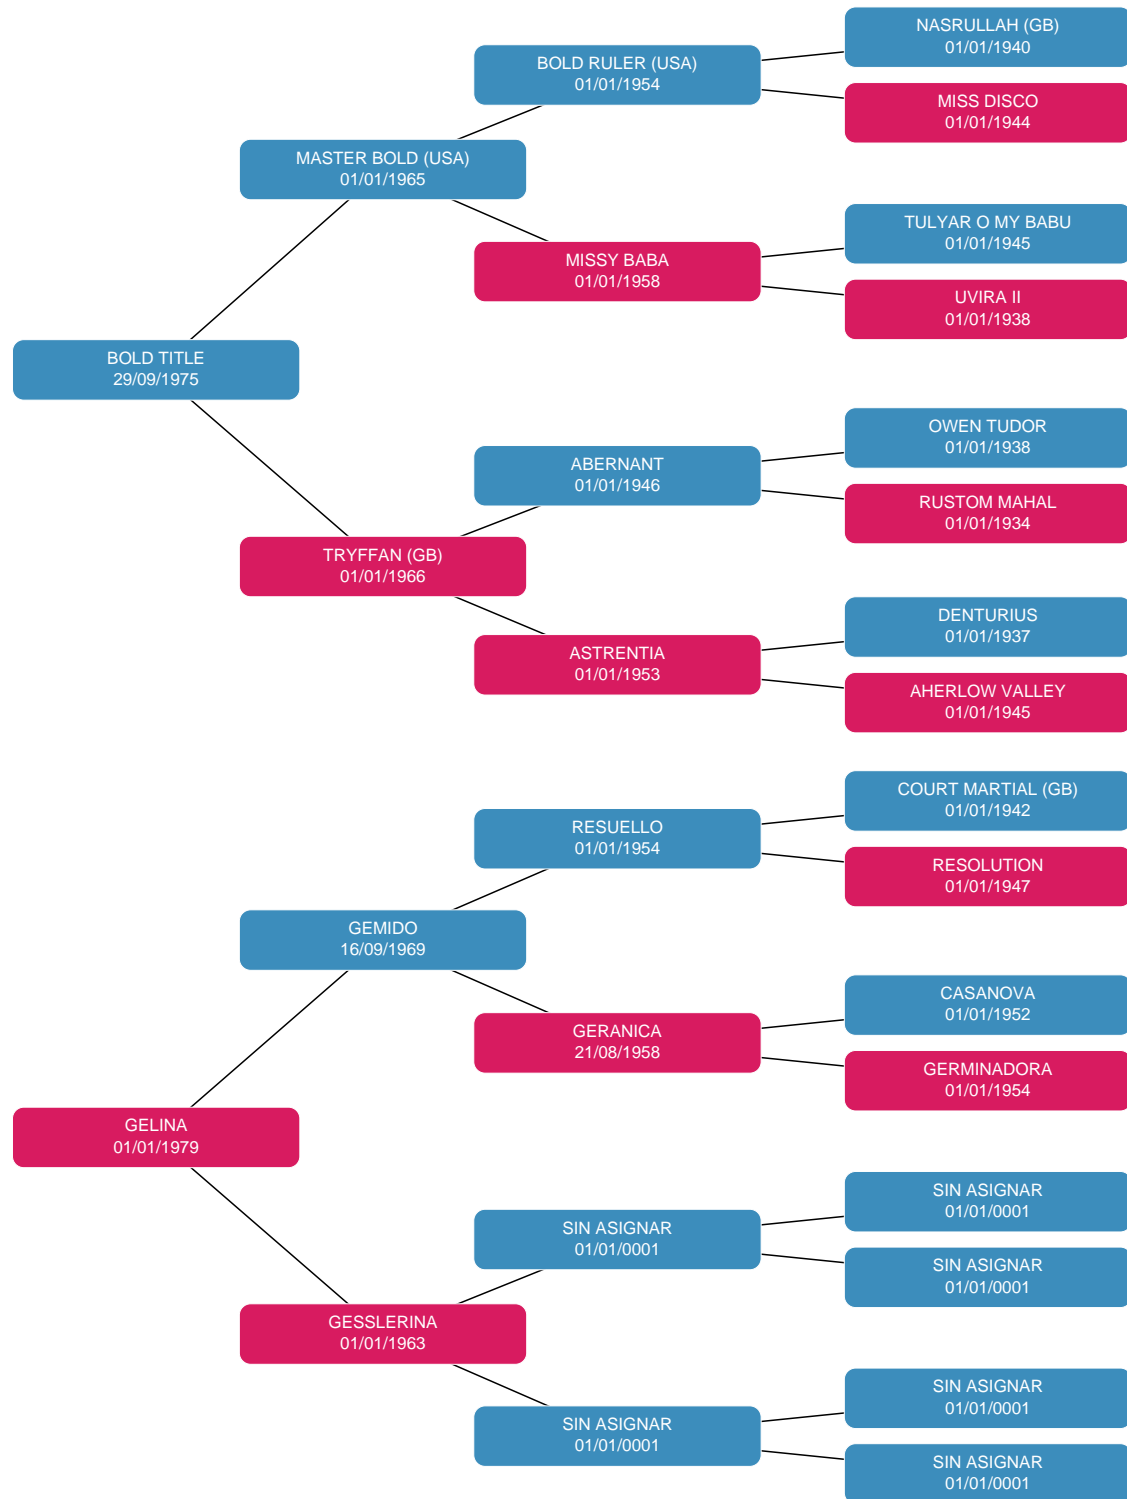 NASRULLAH (GB)
01/01/1940
BOLD RULER (USA)
01/01/1954
MISS DISCO
01/01/1944
MASTER BOLD (USA)
01/01/1965
TULYAR O MY BABU
01/01/1945
MISSY BABA
01/01/1958
UVIRA II
01/01/1938
BOLD TITLE
29/09/1975
OWEN TUDOR
01/01/1938
ABERNANT
01/01/1946
RUSTOM MAHAL
01/01/1934
TRYFFAN (GB)
01/01/1966
DENTURIUS
01/01/1937
ASTRENTIA
01/01/1953
AHERLOW VALLEY
01/01/1945
COURT MARTIAL (GB)
01/01/1942
RESUELLO
01/01/1954
RESOLUTION
01/01/1947
GEMIDO
16/09/1969
CASANOVA
01/01/1952
GERANICA
21/08/1958
GERMINADORA
01/01/1954
GELINA
01/01/1979
SIN ASIGNAR
01/01/0001
SIN ASIGNAR
01/01/0001
SIN ASIGNAR
01/01/0001
GESSLERINA
01/01/1963
SIN ASIGNAR
01/01/0001
SIN ASIGNAR
01/01/0001
SIN ASIGNAR
01/01/0001